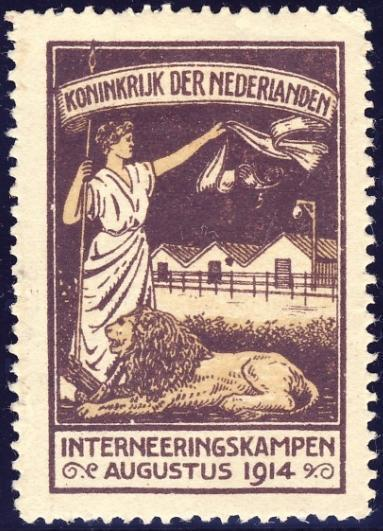 KONINKRIJK DER NEDERLANDEN
INTERNEERINGSKAMPEN
AUGUSTUS 1914